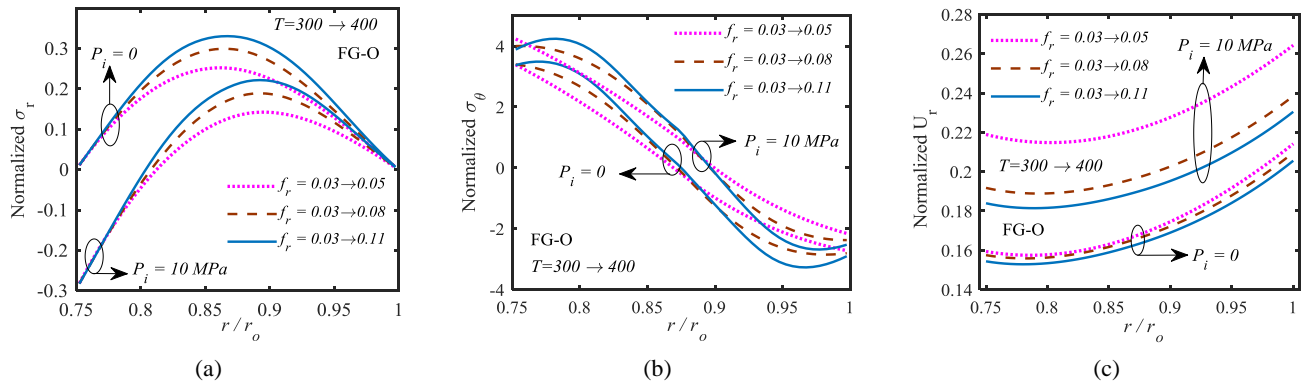 T=300 → 400
FG-O
P_i = 0
Normalized σ_r
0.3
0.2
0.1
0
-0.1
-0.2
-0.3
f_r = 0.03→0.05
f_r = 0.03→0.08
f_r = 0.03→0.11
P_i = 10 MPa
0.75 0.8 0.85 0.9 0.95 1
r / r_o
(a)
f_r = 0.03→0.05
f_r = 0.03→0.08
f_r = 0.03→0.11
Normalized σ_θ
4
2
0
-2
-4
P_i = 10 MPa
P_i = 0
FG-O
T=300 → 400
0.75 0.8 0.85 0.9 0.95 1
r / r_o
(b)
f_r = 0.03→0.05
f_r = 0.03→0.08
f_r = 0.03→0.11
P_i = 10 MPa
Normalized U_r
0.28
0.26
0.24
0.22
0.2
0.18
0.16
0.14
T=300 → 400
FG-O
P_i = 0
0.75 0.8 0.85 0.9 0.95 1
r / r_o
(c)